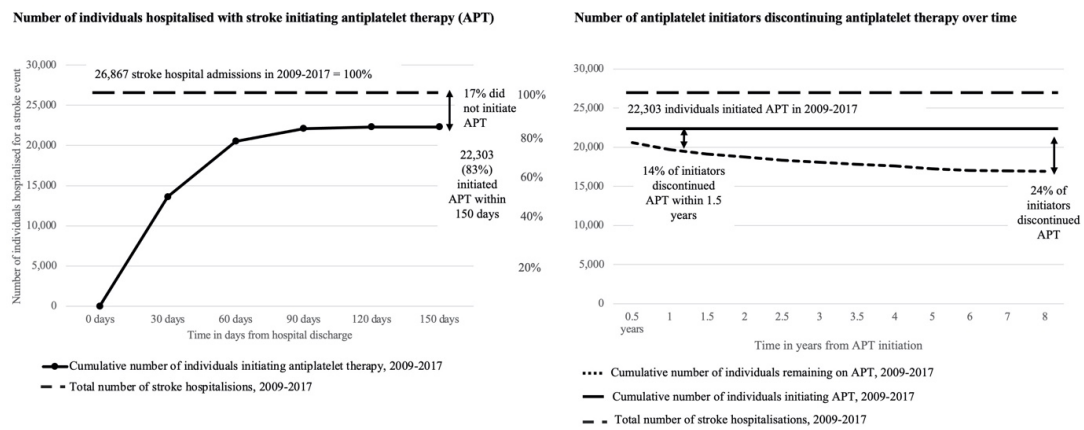 Number of individuals hospitalised with stroke initiating antiplatelet therapy (APT)
Number of individuals hospitalised for a stroke event
30,000
25,000
20,000
15,000
10,000
5,000
0
26,867 stroke hospital admissions in 2009-2017 = 100%
17% did
not initiate
APT
22,303
(83%)
initiated
APT within
150 days
100%
80%
60%
40%
20%
0 days
30 days
60 days
90 days
120 days
150 days
Time in days from hospital discharge
Cumulative number of individuals initiating antiplatelet therapy, 2009-2017
Total number of stroke hospitalisions, 2009-2017
Number of antiplatelet initiators discontinuing antiplatelet therapy over time
30,000
25,000
20,000
15,000
10,000
5,000
0
22,303 individuals initiated APT in 2009-2017
14% of initiators
discontinued
APT within 1.5
years
24% of
initiators
discontinued
APT
0.5
years
1
1.5
2
2.5
3
3.5
4
5
6
7
8
Time in years from APT initiation
Cumulative number of individuals remaining on APT, 2009-2017
Cumulative number of individuals initiating APT, 2009-2017
Total number of stroke hospitalisations, 2009-2017